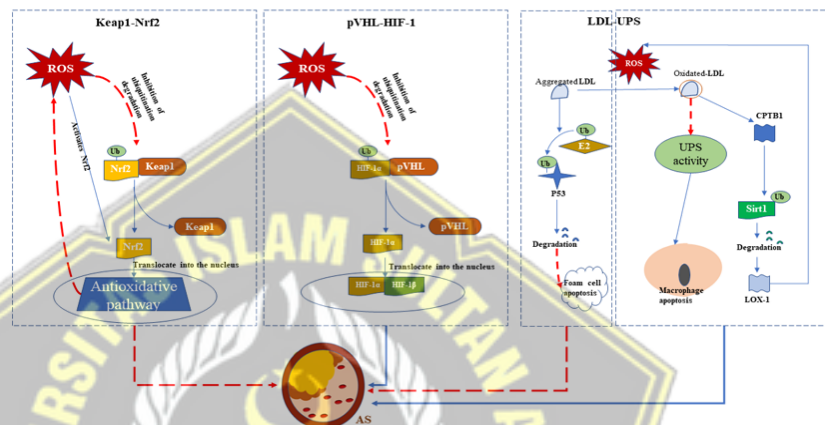 Keap1-Nrf2
ROS
Inhibition of
ubiquitination
degradation
Activates Nrf2
Ub
Nrf2
Keap1
Keap1
Nrf2
Translocate into the nucleus
Antioxidative
pathway
pVHL-HIF-1
ROS
Inhibition of
ubiquitination
degradation
Ub
HIF-1α
pVHL
pVHL
HIF-1α
Translocate into the nucleus
HIF-1α
HIF-1β
LDL-UPS
ROS
Aggregated LDL
Oxidated-LDL
Ub
E2
Ub
P53
Degradation
Foam cell
apoptosis
UPS
activity
Macrophage
apoptosis
CPTB1
Ub
Sirt1
Degradation
LOX-1
AS
ISLAM SULTAN A